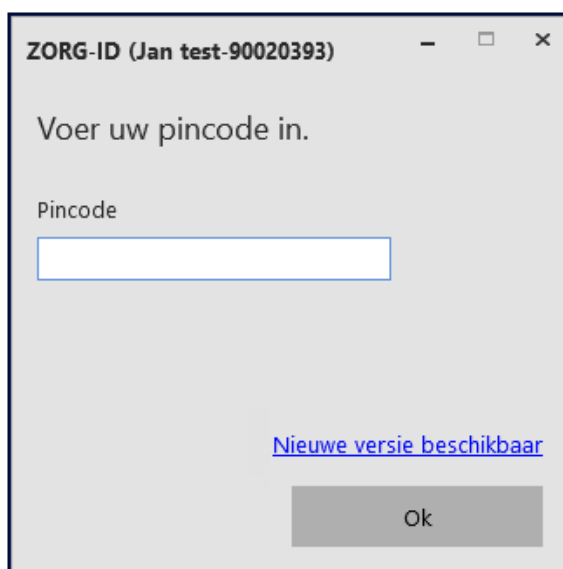 ZORG-ID (Jan test-90020393)
Voer uw pincode in.
Pincode
Nieuwe versie beschikbaar
Ok